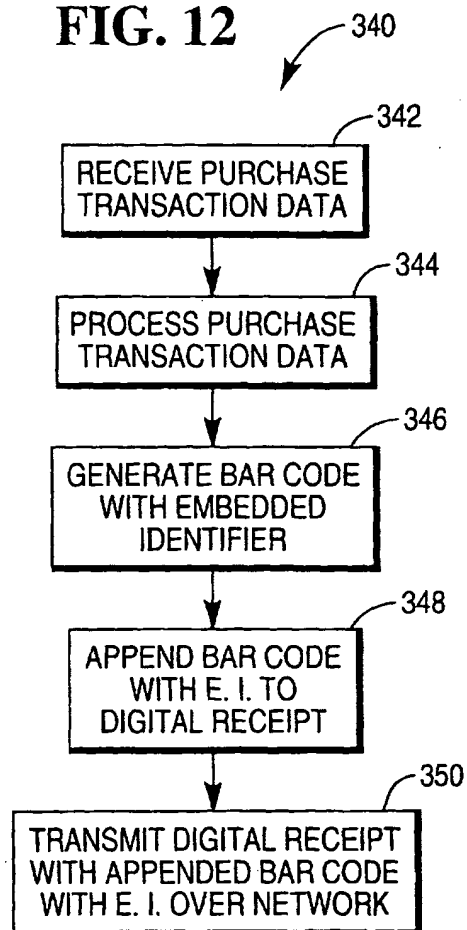 FIG. 12
340
342
RECEIVE PURCHASE
TRANSACTION DATA
344
PROCESS PURCHASE
TRANSACTION DATA
346
GENERATE BAR CODE
WITH EMBEDDED
IDENTIFIER
348
APPEND BAR CODE
WITH E. I. TO
DIGITAL RECEIPT
350
TRANSMIT DIGITAL RECEIPT
WITH APPENDED BAR CODE
WITH E. I. OVER NETWORK